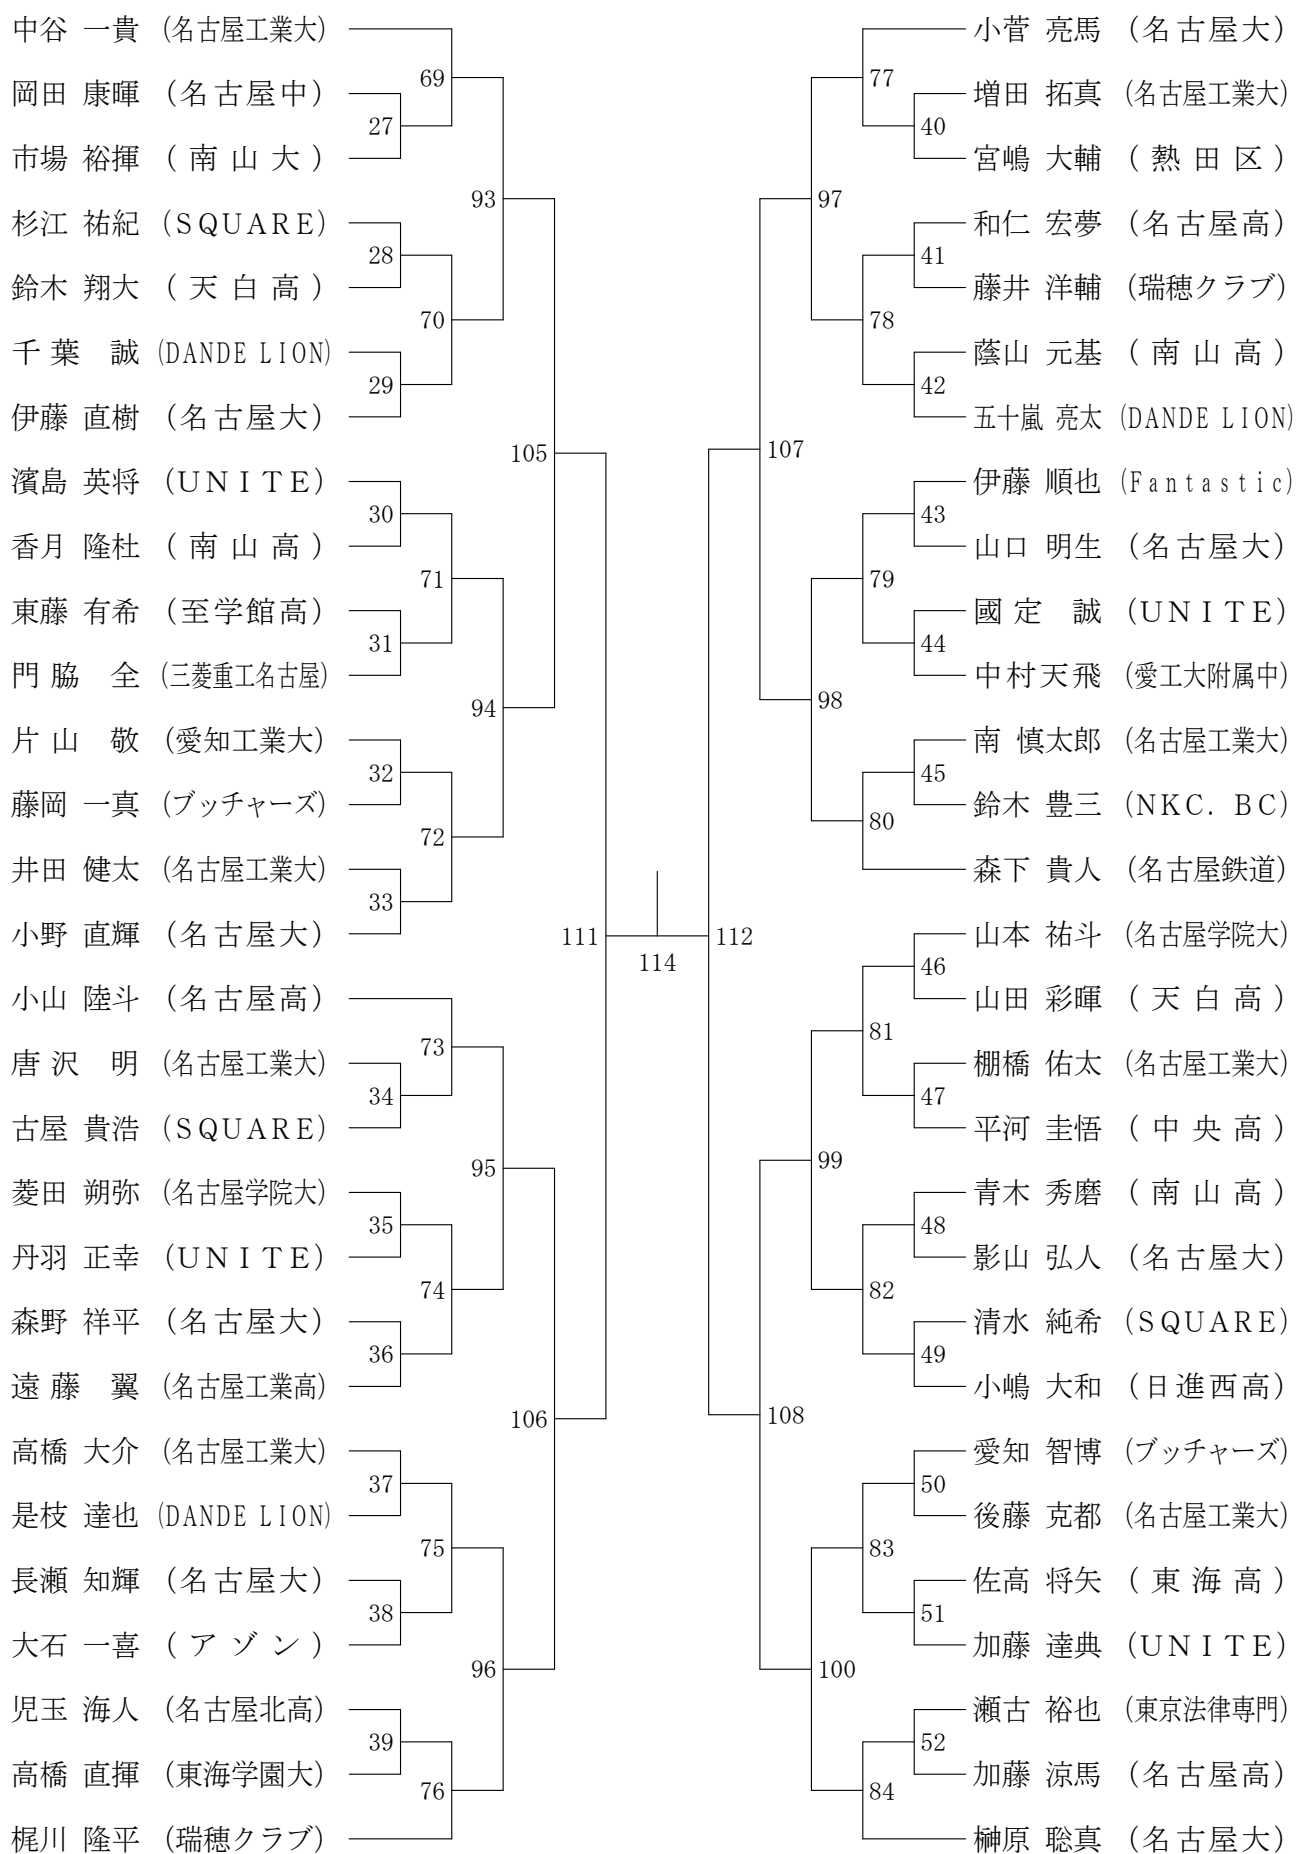 中谷 一貴 (名古屋工業大)
69
岡田 康暉 (名古屋中)
27
市場 裕揮 (南山大)
93
杉江 祐紀 (SQUARE)
28
鈴木 翔大 (天白高)
70
千葉 誠 (DANDE LION)
29
伊藤 直樹 (名古屋大)
105
濱島 英将 (UNITE)
30
香月 隆杜 (南山高)
71
東藤 有希 (至学館高)
31
門脇 全 (三菱重工名古屋)
94
片山 敬 (愛知工業大)
32
藤岡 一真 (ブッチャーズ)
72
井田 健太 (名古屋工業大)
33
小野 直輝 (名古屋大)
111
小山 陸斗 (名古屋高)
73
唐沢 明 (名古屋工業大)
34
古屋 貴浩 (SQUARE)
95
菱田 朔弥 (名古屋学院大)
35
丹羽 正幸 (UNITE)
74
森野 祥平 (名古屋大)
36
遠藤 翼 (名古屋工業高)
106
高橋 大介 (名古屋工業大)
37
是枝 達也 (DANDE LION)
75
長瀬 知輝 (名古屋大)
38
大石 一喜 (アゾン)
96
児玉 海人 (名古屋北高)
39
高橋 直揮 (東海学園大)
76
梶川 隆平 (瑞穂クラブ)
114
小菅 亮馬 (名古屋大)
77
増田 拓真 (名古屋工業大)
40
宮嶋 大輔 (熱田区)
97
和仁 宏夢 (名古屋高)
41
藤井 洋輔 (瑞穂クラブ)
78
蔭山 元基 (南山高)
42
五十嵐 亮太 (DANDE LION)
107
伊藤 順也 (Fantastic)
43
山口 明生 (名古屋大)
79
國定 誠 (UNITE)
44
中村天飛 (愛工大附属中)
98
南 慎太郎 (名古屋工業大)
45
鈴木 豊三 (NKC. BC)
80
森下 貴人 (名古屋鉄道)
112
山本 祐斗 (名古屋学院大)
46
山田 彩暉 (天白高)
81
棚橋 佑太 (名古屋工業大)
47
平河 圭悟 (中央高)
99
青木 秀磨 (南山高)
48
影山 弘人 (名古屋大)
82
清水 純希 (SQUARE)
49
小嶋 大和 (日進西高)
108
愛知 智博 (ブッチャーズ)
50
後藤 克都 (名古屋工業大)
83
佐高 将矢 (東海高)
51
加藤 達典 (UNITE)
100
瀬古 裕也 (東京法律専門)
52
加藤 涼馬 (名古屋高)
84
榊原 聡真 (名古屋大)